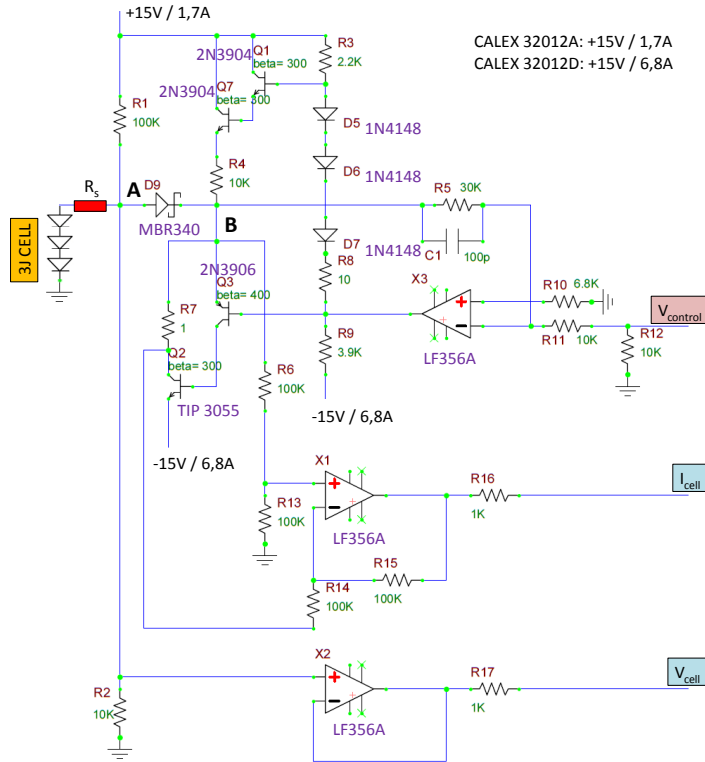 +15V / 1,7A
CALEX 32012A: +15V / 1,7A
CALEX 32012D: +15V / 6,8A
2N3904
Q1
beta= 300
R3
2.2K
2N3904
Q7
beta= 300
R1
100K
D5
1N4148
D6
1N4148
R4
10K
R5
30K
Rs
A
D9
MBR340
B
C1
100p
D7
1N4148
3J CELL
2N3906
Q3
beta= 400
R8
10
X3
R10
6.8K
Vcontrol
R7
1
R11
10K
R12
10K
Q2
beta= 300
R9
3.9K
LF356A
R6
100K
TIP 3055
-15V / 6,8A
-15V / 6,8A
X1
R16
1K
Icell
R13
100K
LF356A
R15
100K
R14
100K
X2
R17
1K
Vcell
R2
10K
LF356A